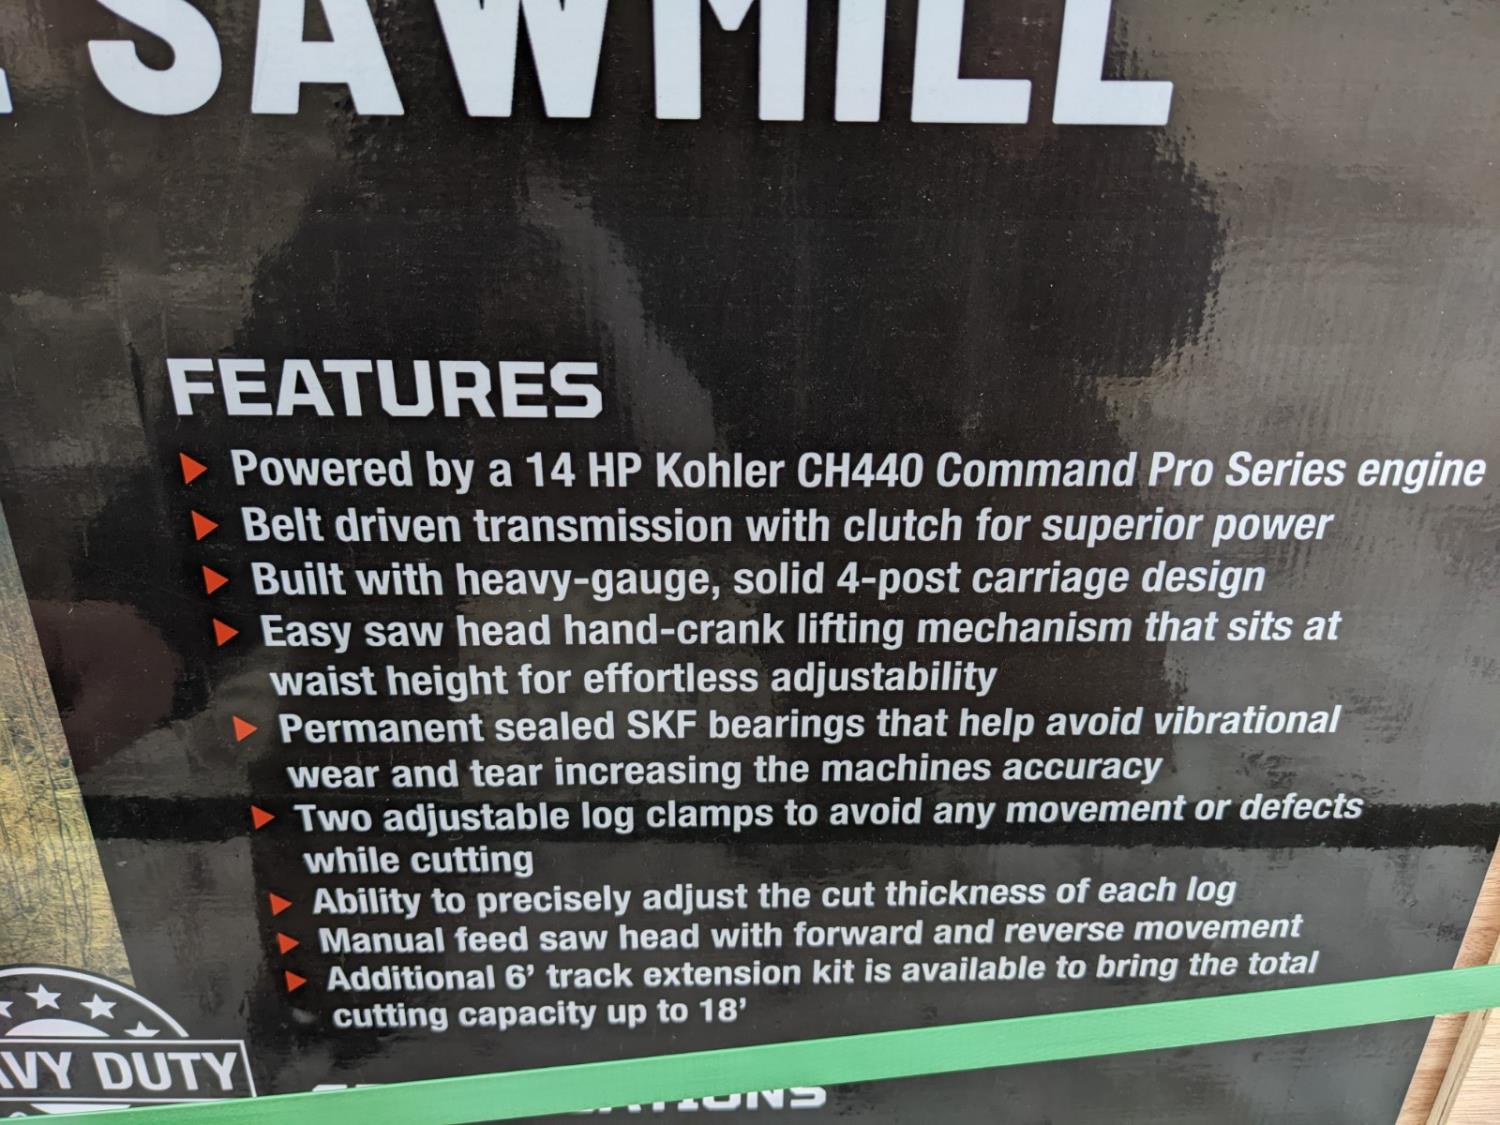 SAWMILL
FEATURES
Powered by a 14 HP Kohler CH440 Command Pro Series engine
Belt driven transmission with clutch for superior power
Built with heavy-gauge, solid 4-post carriage design
Easy saw head hand-crank lifting mechanism that sits at
waist height for effortless adjustability
Permanent sealed SKF bearings that help avoid vibrational
wear and tear increasing the machines accuracy
Two adjustable log clamps to avoid any movement or defects
while cutting
Ability to precisely adjust the cut thickness of each log
Manual feed saw head with forward and reverse movement
Additional 6’ track extension kit is available to bring the total
cutting capacity up to 18’
AVY DUTY